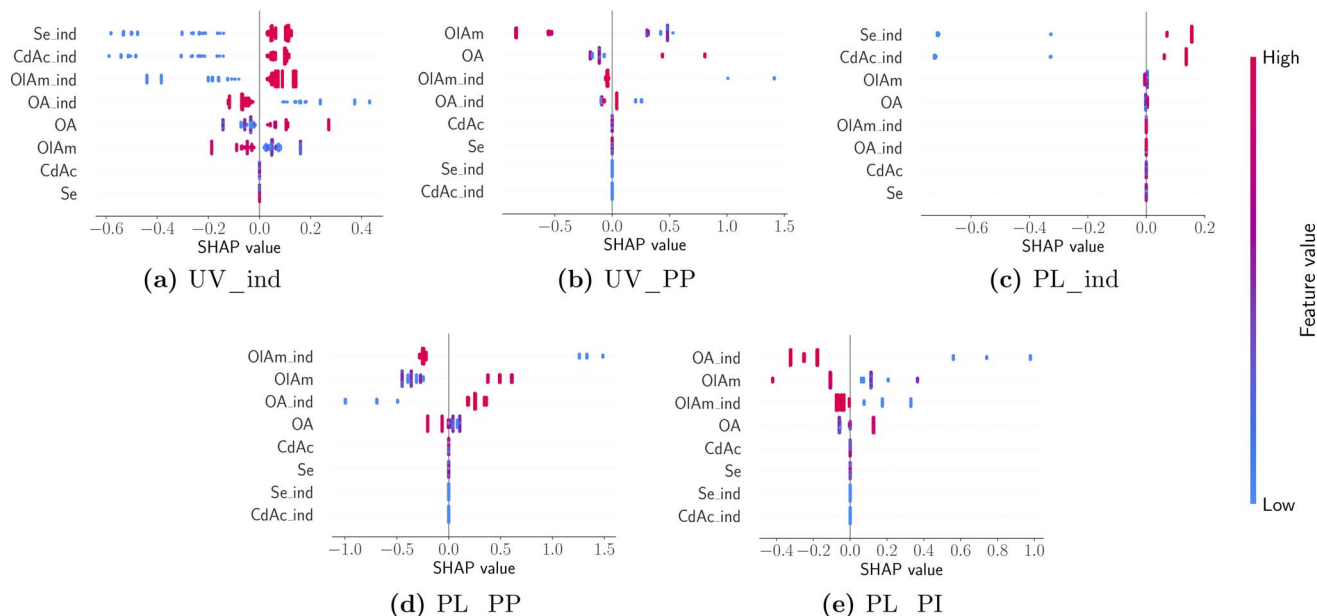 Se_ind
CdAc_ind
OlAm_ind
OA_ind
OA
OlAm
CdAc
Se
−0.6 −0.4 −0.2 0.0 0.2 0.4
SHAP value
(a) UV_ind
OlAm
OA
OlAm_ind
OA_ind
CdAc
Se
Se_ind
CdAc_ind
−0.5 0.0 0.5 1.0 1.5
SHAP value
(b) UV_PP
Se_ind
CdAc_ind
OlAm
OA
OlAm_ind
OA_ind
CdAc
Se
−0.6 −0.4 −0.2 0.0 0.2
SHAP value
(c) PL_ind
OlAm_ind
OlAm
OA_ind
OA
CdAc
Se
Se_ind
CdAc_ind
−1.0 −0.5 0.0 0.5 1.0 1.5
SHAP value
(d) PL_PP
OA_ind
OlAm
OlAm_ind
OA
CdAc
Se
Se_ind
CdAc_ind
−0.4 −0.2 0.0 0.2 0.4 0.6 0.8 1.0
SHAP value
(e) PL_PI
High
Feature value
Low